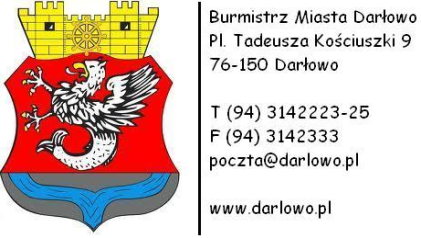 Burmistrz Miasta Darłowo
Pl. Tadeusza Kościuszki 9
76-150 Darłowo
T (94) 3142223-25
F (94) 3142333
poczta@darlowo.pl
www.darlowo.pl